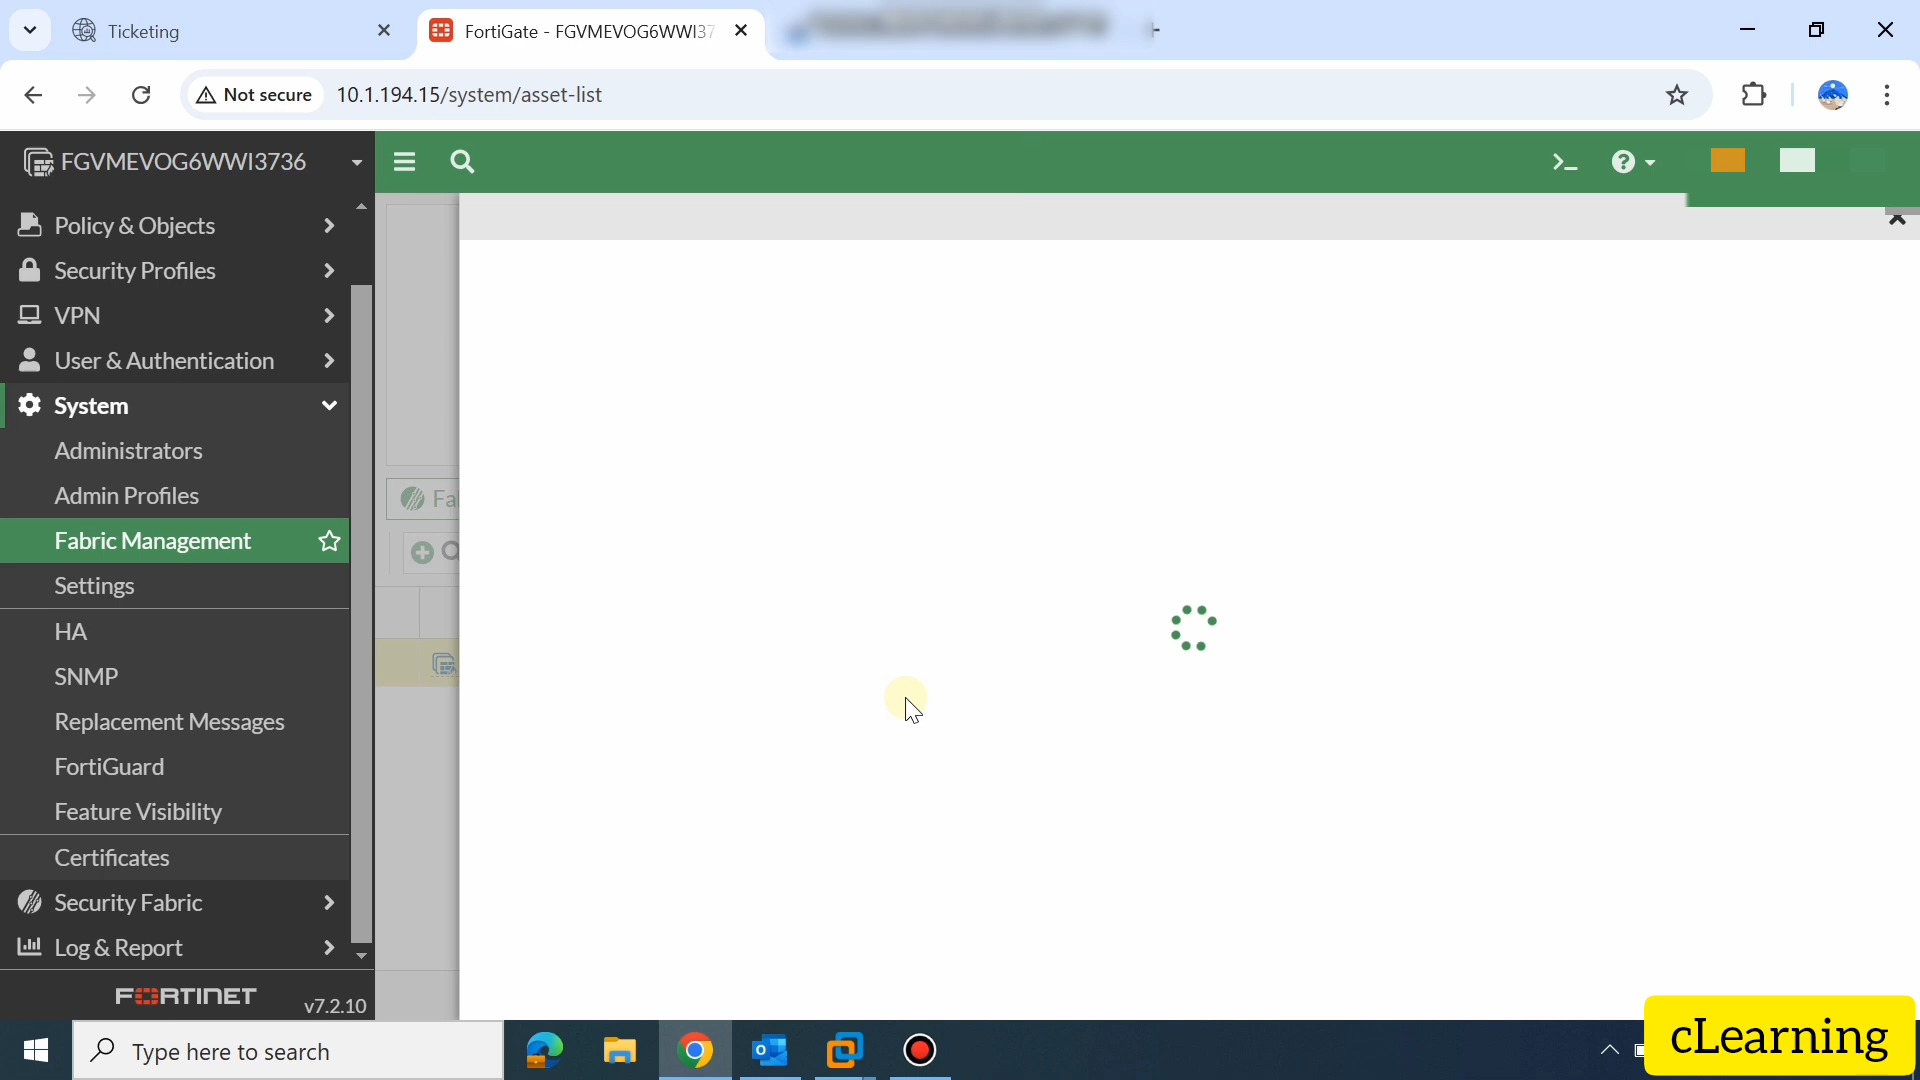 Ticketing
FortiGate - FGVMEVOG6WWI37
Not secure
10.1.194.15/system/asset-list
FGVMEVOG6WWI3736
Policy & Objects
Security Profiles
VPN
User & Authentication
System
Administrators
Admin Profiles
Fabric Management
Settings
HA
SNMP
Replacement Messages
FortiGuard
Feature Visibility
Certificates
Security Fabric
Log & Report
FORTINET
v7.2.10
Fa
Type here to search
cLearning